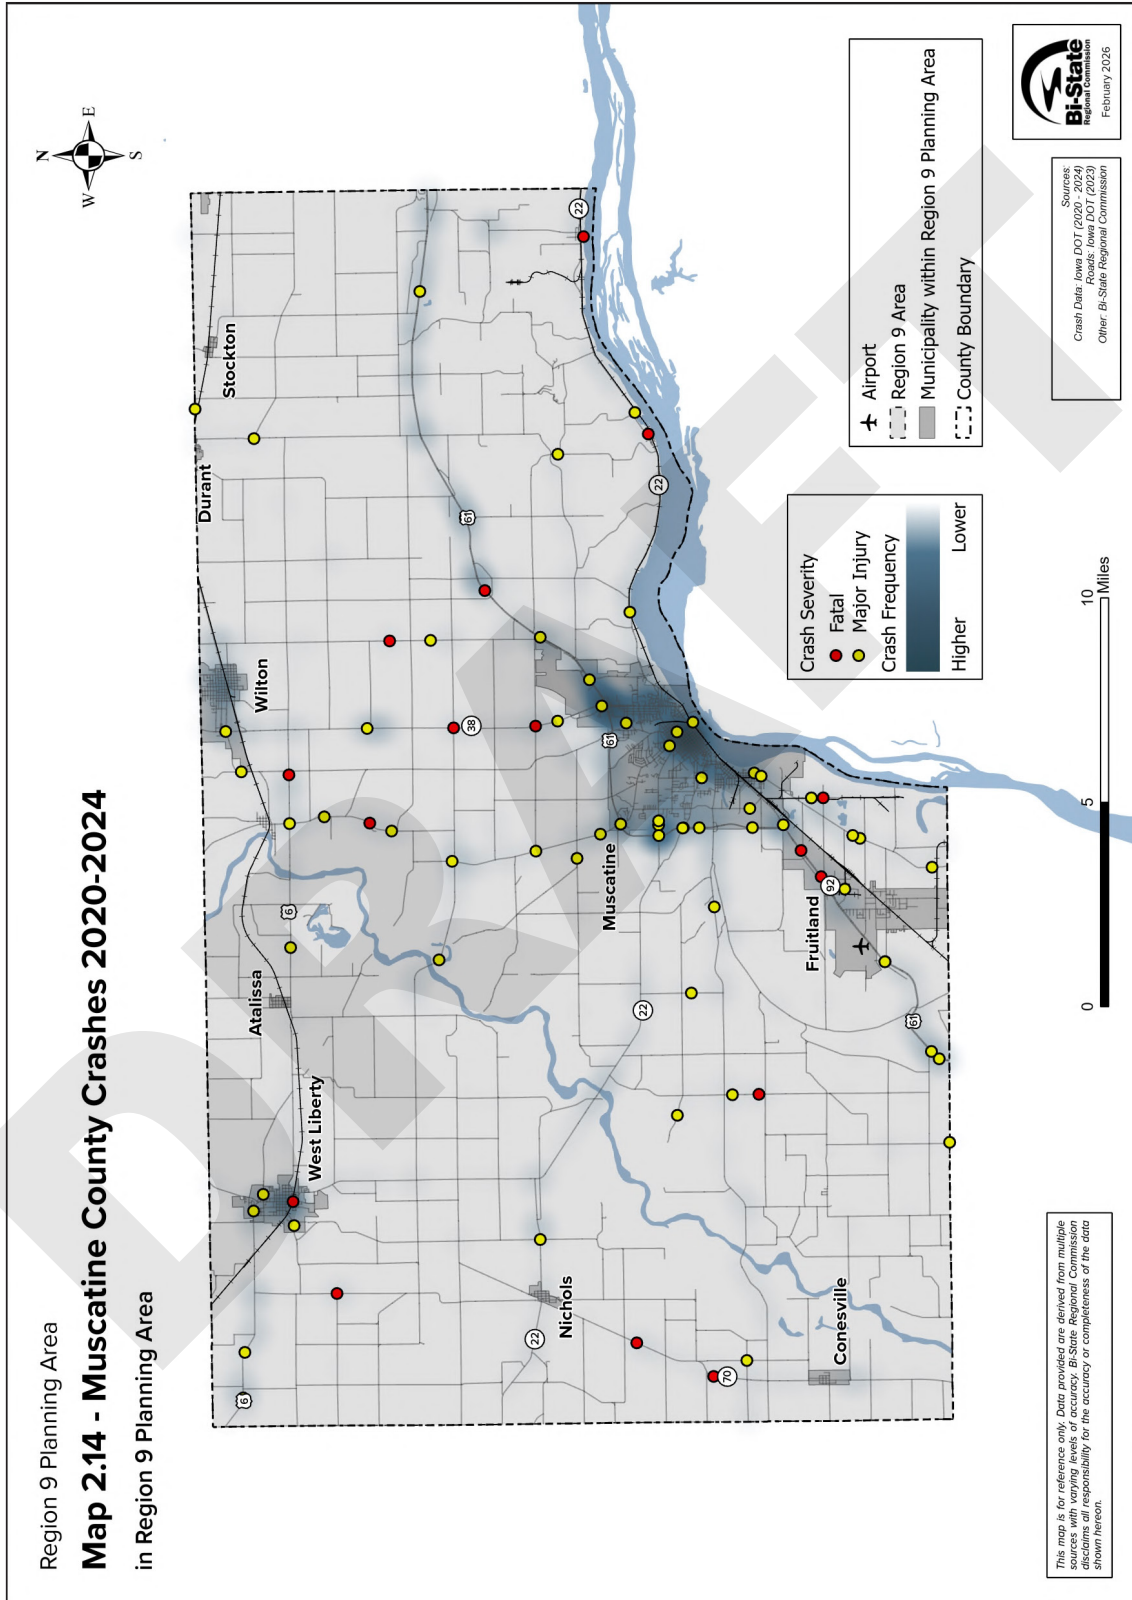 Region 9 Planning Area
Map 2.14 - Muscatine County Crashes 2020-2024
in Region 9 Planning Area
N
W
E
S
DRAFT
6
West Liberty
Atalissa
6
Wilton
Durant
Stockton
22
Nichols
70
Conesville
22
38
61
61
Muscatine
Fruitland
92
61
22
22
Crash Severity
Fatal
Major Injury
Crash Frequency
Higher
Lower
Airport
Region 9 Area
Municipality within Region 9 Planning Area
County Boundary
0
5
10
Miles
This map is for reference only. Data provided are derived from multiple
sources with varying levels of accuracy. Bi-State Regional Commission
disclaims all responsibility for the accuracy or completeness of the data
shown hereon.
Sources:
Crash Data: Iowa DOT (2020 - 2024)
Roads: Iowa DOT (2023)
Other: Bi-State Regional Commission
Bi-State
Regional Commission
February 2026